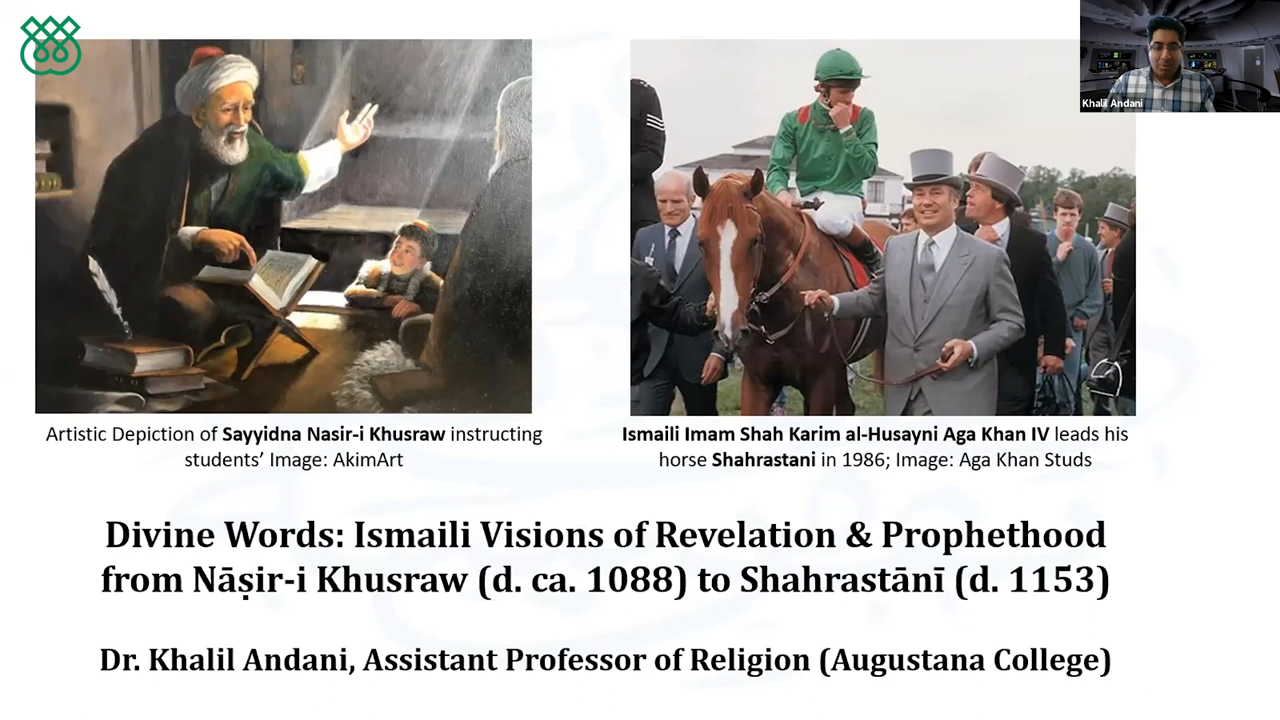 Khalil Andani
Artistic Depiction of Sayyidna Nasir-i Khusraw instructing
students’ Image: AkimArt
Ismaili Imam Shah Karim al-Husayni Aga Khan IV leads his
horse Shahrastani in 1986; Image: Aga Khan Studs
Divine Words: Ismaili Visions of Revelation & Prophethood
from Nāṣir-i Khusraw (d. ca. 1088) to Shahrastānī (d. 1153)
Dr. Khalil Andani, Assistant Professor of Religion (Augustana College)